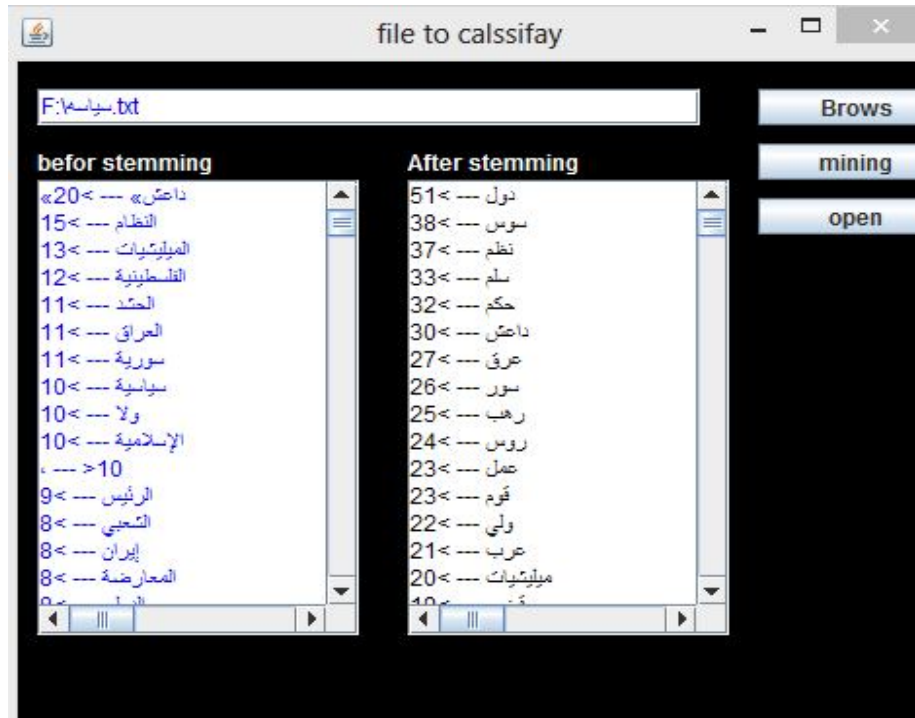 file to calssifay
F:\سياسه.txt
Brows
befor stemming
After stemming
mining
open
«داعش» --- >20
النظام --- >15
الميليشيات --- >13
الفلسطينية --- >12
الحشد --- >11
العراق --- >11
سورية --- >11
سياسية --- >10
ولا --- >10
الإسلامية --- >10
، --- >10
الرئيس --- >9
الشعبي --- >8
إيران --- >8
المعارضة --- >8
دول --- >51
سوس --- >38
نظم --- >37
سلم --- >33
حكم --- >32
داعش --- >30
عرق --- >27
سور --- >26
رهب --- >25
روس --- >24
عمل --- >23
قوم --- >23
ولي --- >22
عرب --- >21
ميليشيات --- >20